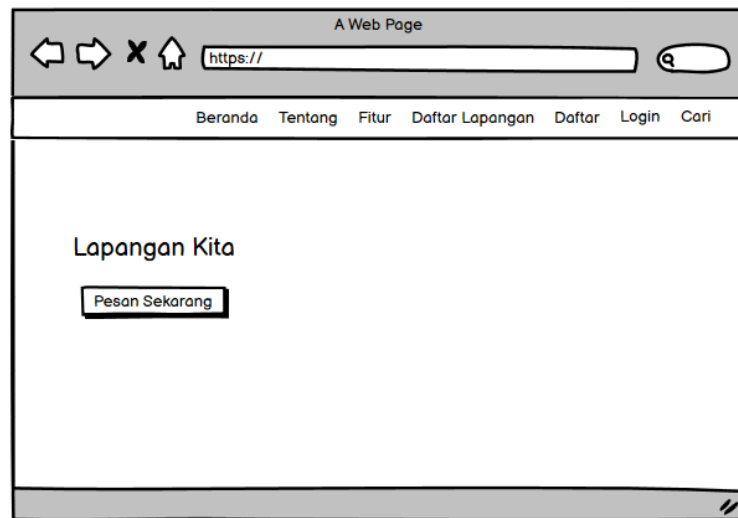 A Web Page
https://
Beranda Tentang Fitur Daftar Lapangan Daftar Login Cari
Lapangan Kita
Pesan Sekarang